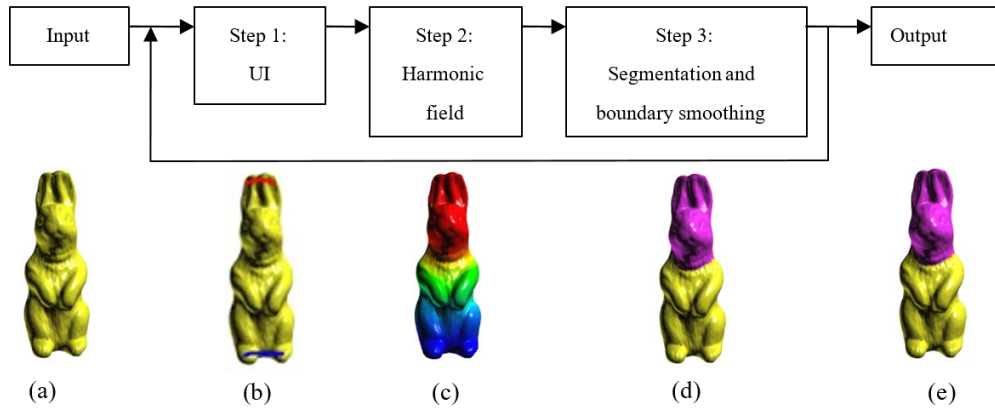 Input
Step 1:
UI
Step 2:
Harmonic
field
Step 3:
Segmentation and
boundary smoothing
Output
(a)
(b)
(c)
(d)
(e)